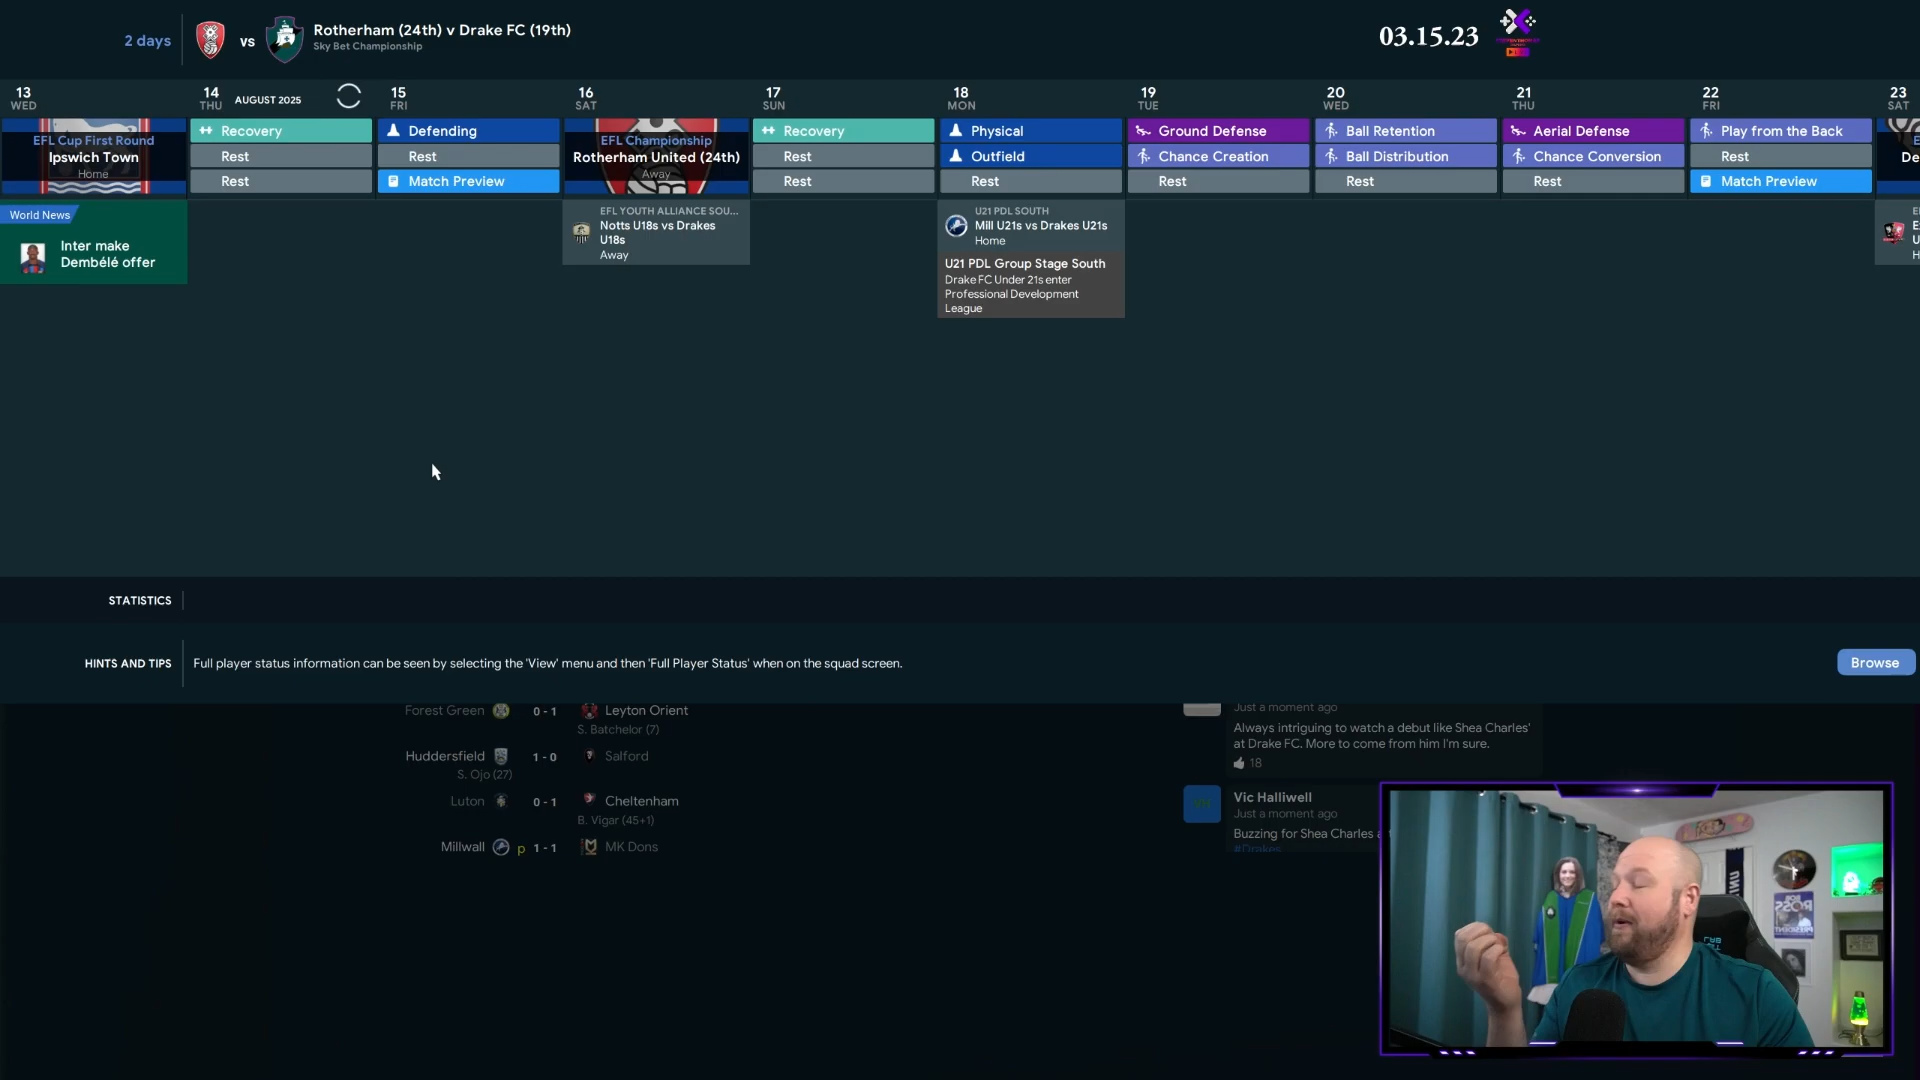 2 days
vs
Rotherham (24th) v Drake FC (19th)
Sky Bet Championship
03.15.23
13
WED
14
THU
AUGUST 2025
15
FRI
16
SAT
17
SUN
18
MON
19
TUE
20
WED
21
THU
22
FRI
23
SAT
EFL Cup First Round
Ipswich Town
Home
Recovery
Rest
Rest
Defending
Rest
Match Preview
EFL Championship
Rotherham United (24th)
Away
Recovery
Rest
Rest
Physical
Outfield
Rest
Ground Defense
Chance Creation
Rest
Ball Retention
Ball Distribution
Rest
Aerial Defense
Chance Conversion
Rest
Play from the Back
Rest
Match Preview
De
World News
Inter make
Dembélé offer
EFL YOUTH ALLIANCE SOU...
Notts U18s vs Drakes
U18s
Away
U21 PDL SOUTH
Mill U21s vs Drakes U21s
Home
U21 PDL Group Stage South
Drake FC Under 21s enter
Professional Development
League
STATISTICS
HINTS AND TIPS
Full player status information can be seen by selecting the 'View' menu and then 'Full Player Status' when on the squad screen.
Browse
Forest Green 0 - 1 Leyton Orient
S. Batchelor (7)
Huddersfield 1 - 0 Salford
S. Ojo (27)
Luton 0 - 1 Cheltenham
B. Vigar (45+1)
Millwall p 1 - 1 MK Dons
Just a moment ago
Always intriguing to watch a debut like Shea Charles'
at Drake FC. More to come from him I'm sure.
18
Vic Halliwell
Just a moment ago
Buzzing for Shea Charles
#Drakes